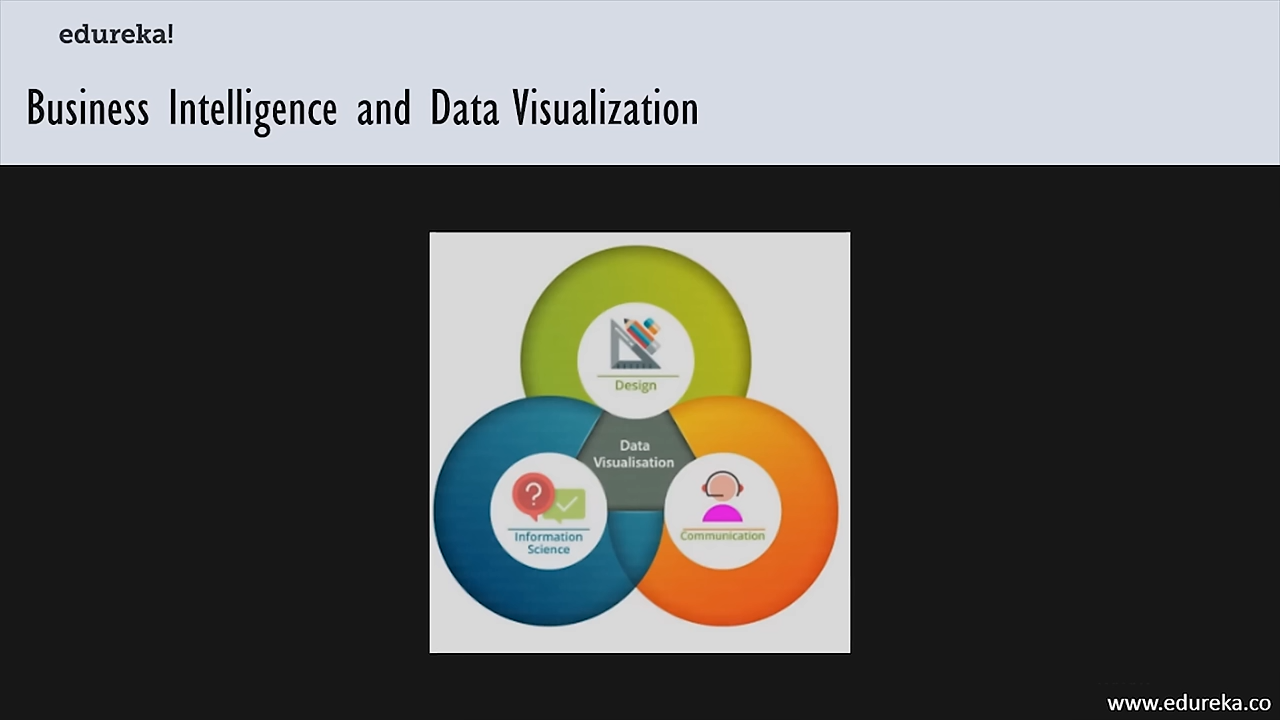 edureka!
Business Intelligence and Data Visualization
Design
Data
Visualisation
Information
Science
Communication
www.edureka.co